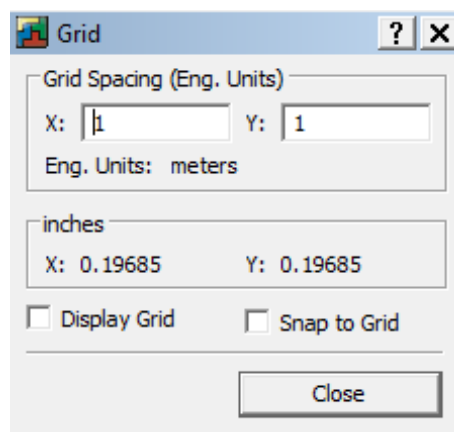 Grid ? X
Grid Spacing (Eng. Units)
X: 1 Y: 1
Eng. Units: meters
inches
X: 0.19685 Y: 0.19685
Display Grid Snap to Grid
Close